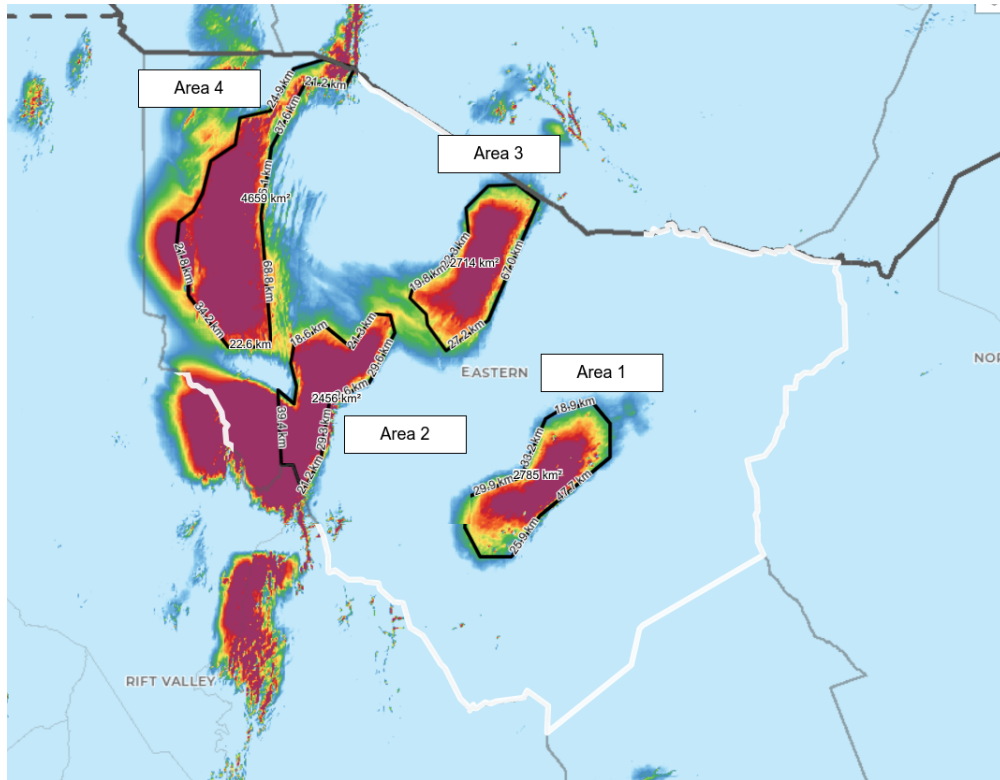 Area 4
24.9 km
21.2 km
37.6 km
4659 km²
21.8 km
68.8 km
34.2 km
22.6 km
Area 3
2714 km²
19.8 km
67.0 km
27.2 km
18.6 km
21.3 km
29.6 km
2456 km²
39.4 km
29.3 km
21.2 km
Area 2
EASTERN
Area 1
18.9 km
33.2 km
2785 km²
29.9 km
47.7 km
25.9 km
RIFT VALLEY
NOR